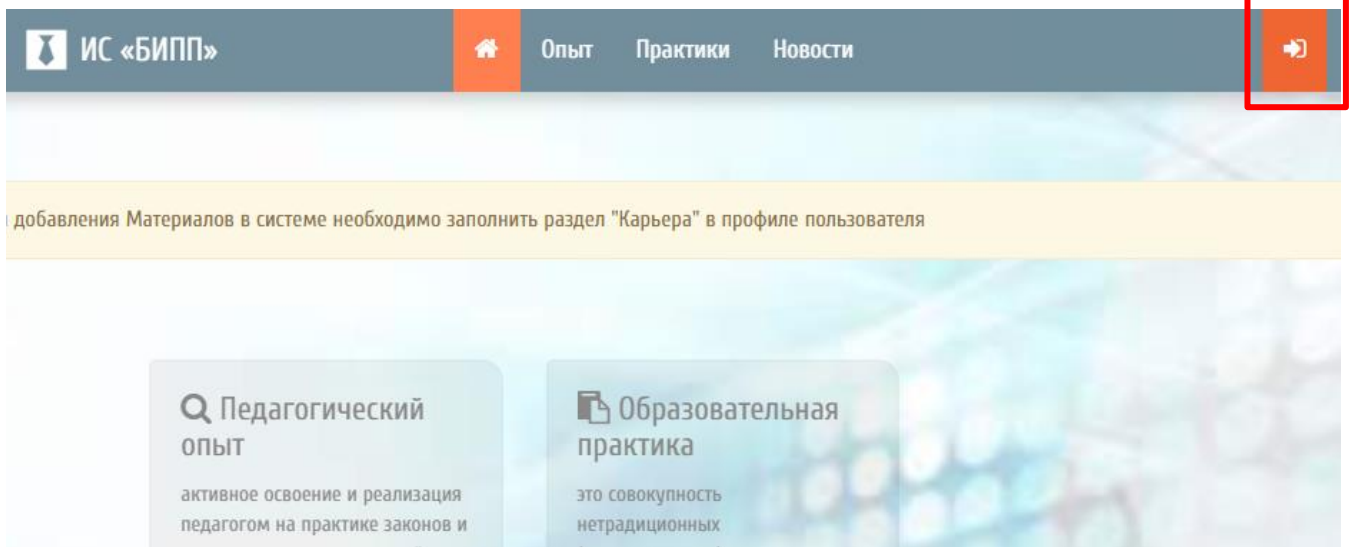 ИС «БИПП»
Опыт Практики Новости
добавления Материалов в системе необходимо заполнить раздел "Карьера" в профиле пользователя
Педагогический
опыт
активное освоение и реализация
педагогом на практике законов и
Образовательная
практика
это совокупность
нетрадиционных